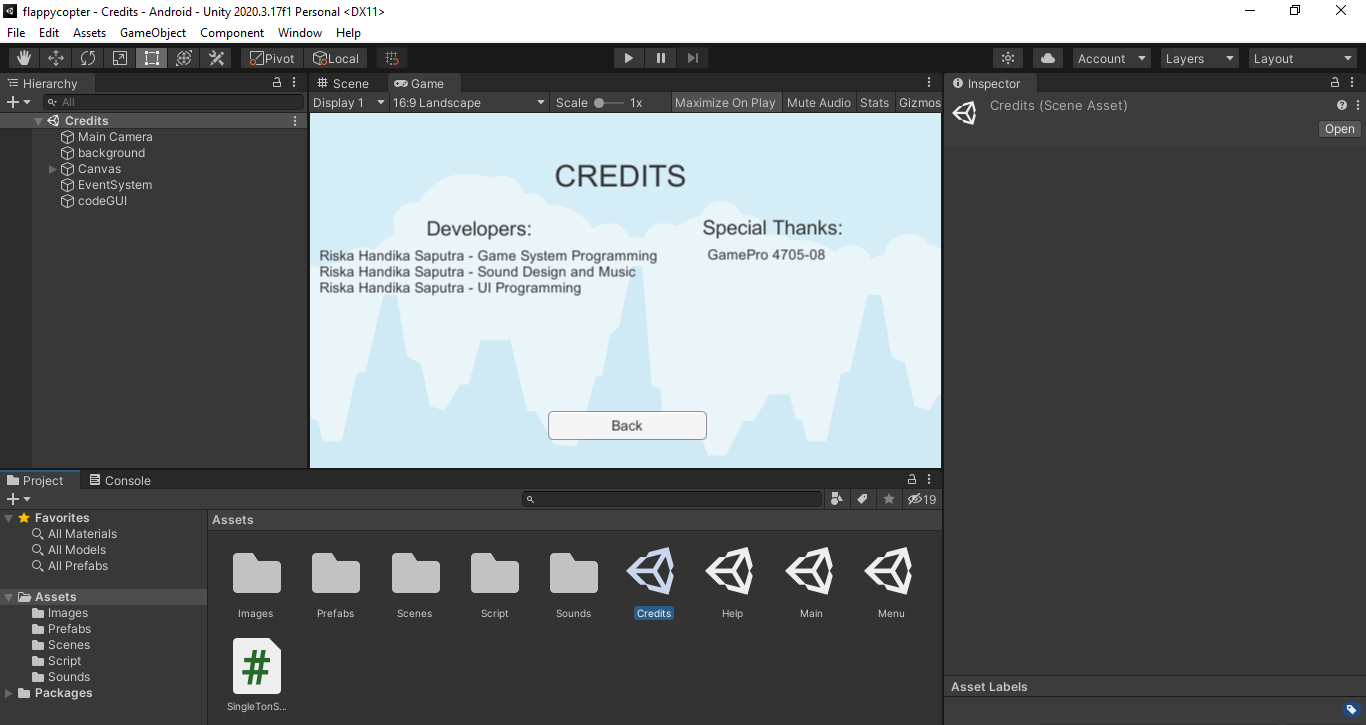 flappycopter - Credits - Android - Unity 2020.3.17f1 Personal <DX11>
File Edit Assets GameObject Component Window Help
Pivot Local Account Layers Layout
Hierarchy
All
Credits
Main Camera
background
Canvas
EventSystem
codeGUI
Scene Game
Display 1 16:9 Landscape Scale 1x Maximize On Play Mute Audio Stats Gizmos
CREDITS
Developers:
Riska Handika Saputra - Game System Programming
Riska Handika Saputra - Sound Design and Music
Riska Handika Saputra - UI Programming
Special Thanks:
GamePro 4705-08
Back
Inspector
Credits (Scene Asset)
Open
Project Console
19
Favorites
All Materials
All Models
All Prefabs
Assets
Images
Prefabs
Scenes
Script
Sounds
Packages
Assets
Images Prefabs Scenes Script Sounds Credits Help Main Menu
#
SingleTonS...
Asset Labels